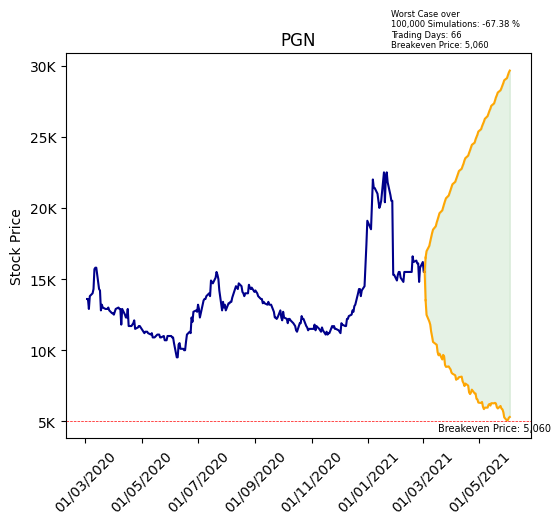 Worst Case over
100,000 Simulations: -67.38 %
Trading Days: 66
Breakeven Price: 5,060
PGN
Stock Price
30K
25K
20K
15K
10K
5K
Breakeven Price: 5,060
01/03/2020
01/05/2020
01/07/2020
01/09/2020
01/11/2020
01/01/2021
01/03/2021
01/05/2021